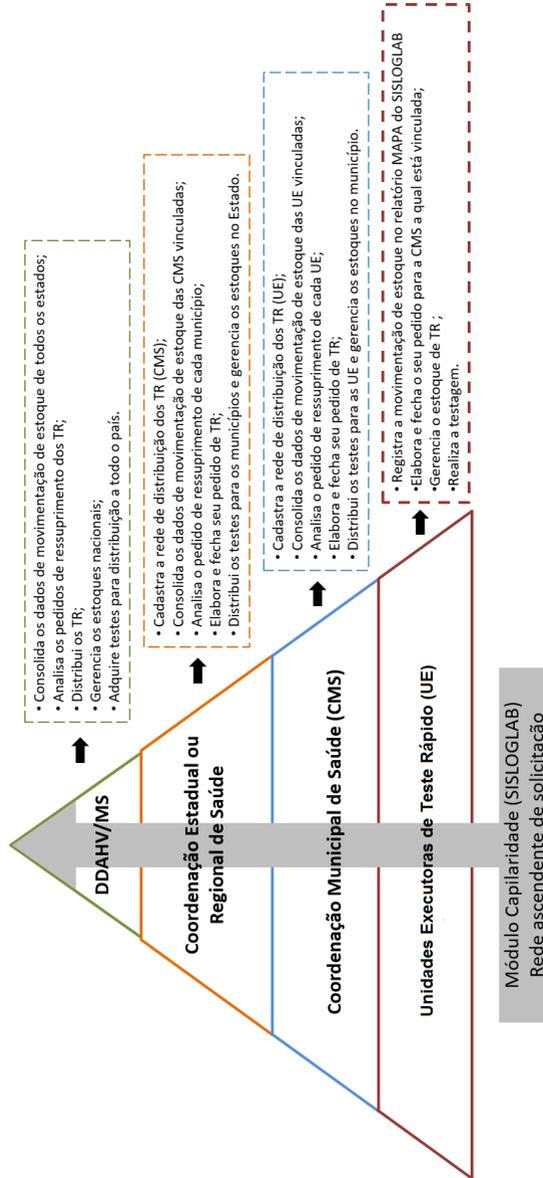 DDAHV/MS
• Consolida os dados de movimentação de estoque de todos os estados;
• Analisa os pedidos de ressuprimento dos TR;
• Distribui os TR;
• Gerencia os estoques nacionais;
• Adquire testes para distribuição a todo o país.
Coordenação Estadual ou
Regional de Saúde
• Cadastra a rede de distribuição dos TR (CMS);
• Consolida os dados de movimentação de estoque das CMS vinculadas;
• Analisa o pedido de ressuprimento de cada município;
• Elabora e fecha seu pedido de TR;
• Distribui os testes para os municípios e gerencia os estoques no Estado.
Coordenação Municipal de Saúde (CMS)
• Cadastra a rede de distribuição dos TR (UE);
• Consolida os dados de movimentação de estoque das UE vinculadas;
• Analisa o pedido de ressuprimento de cada UE;
• Elabora e fecha seu pedido de TR;
• Distribui os testes para as UE e gerencia os estoques no município.
Unidades Executoras de Teste Rápido (UE)
• Registra a movimentação de estoque no relatório MAPA do SISLOGLAB
•Elabora e fecha o seu pedido para a CMS a qual está vinculada;
•Gerencia o estoque de TR ;
•Realiza a testagem.
Módulo Capilaridade (SISLOGLAB)
Rede ascendente de solicitação